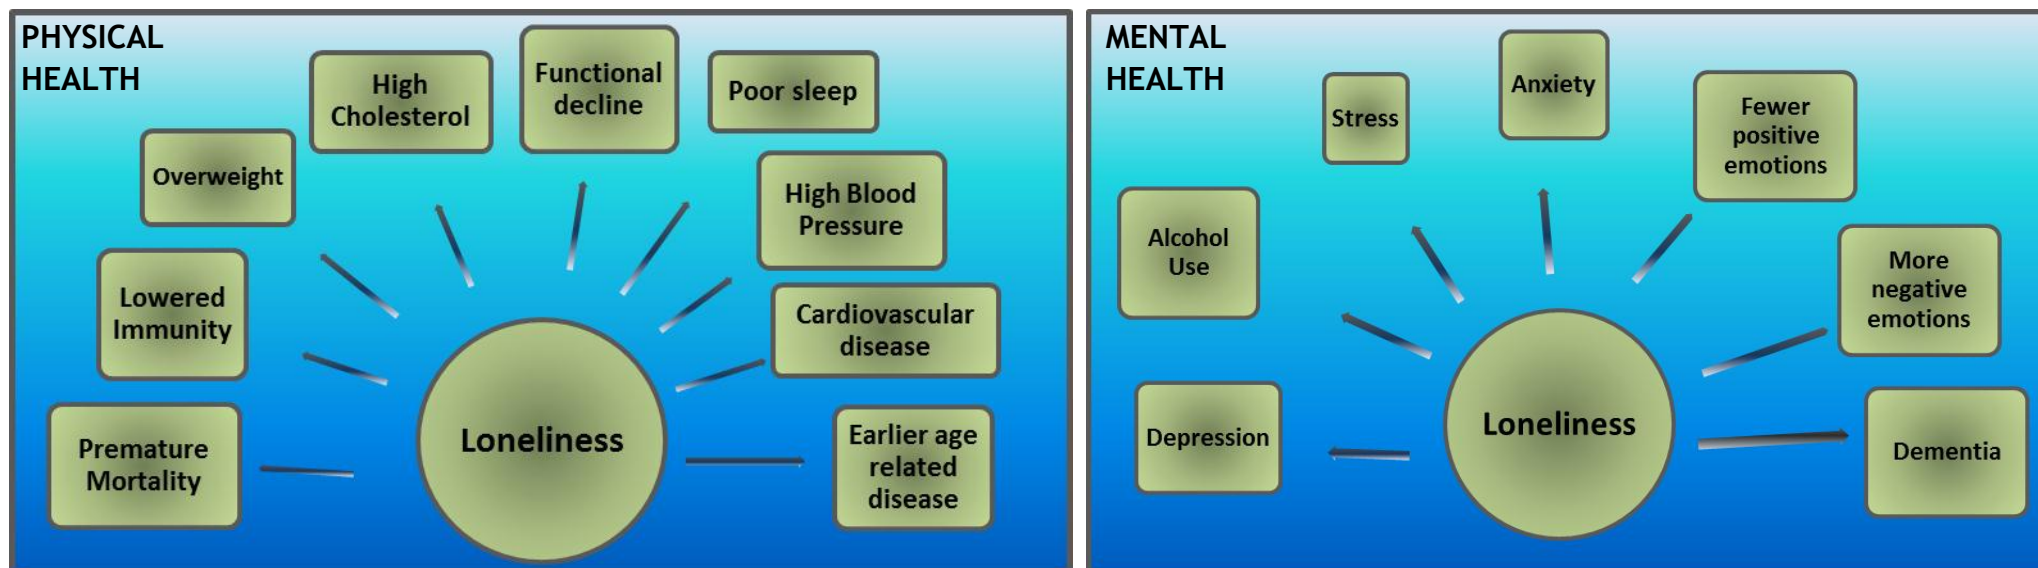 PHYSICAL
HEALTH
Premature
Mortality
Lowered
Immunity
Overweight
High
Cholesterol
Functional
decline
Poor sleep
High Blood
Pressure
Cardiovascular
disease
Earlier age
related
disease
Loneliness
MENTAL
HEALTH
Depression
Alcohol
Use
Stress
Anxiety
Fewer
positive
emotions
More
negative
emotions
Dementia
Loneliness